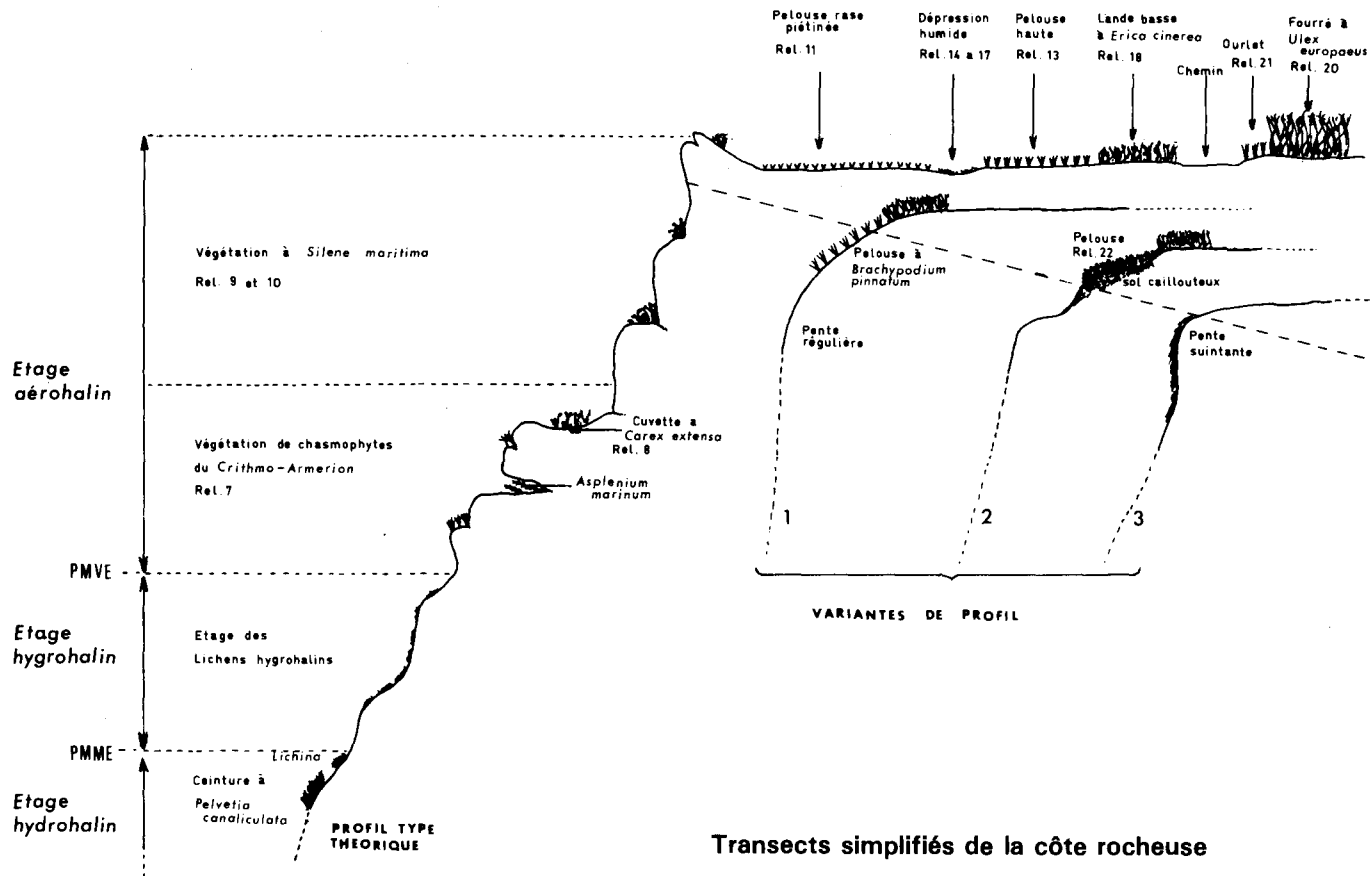 Pelouse rase
piétinée
Rel. 11
Dépression
humide
Rel. 14 a 17
Pelouse
haute
Rel. 13
Lande basse
à Erica cinerea
Rel. 18
Chemin
Ourlet
Rel. 21
Fourré à
Ulex
europaeus
Rel. 20
Végétation à Silene maritima
Rel. 9 et 10
Pelouse à
Brachypodium
pinnatum
Pelouse
Rel. 22
sol caillouteux
Pente
régulière
Pente
suintante
Etage
aérohalin
Végétation de chasmophytes
du Crithmo-Armerion
Rel. 7
Cuvette a
Carex extensa
Rel. 8
Asplenium
marinum
1
2
3
PMVE
VARIANTES DE PROFIL
Etage
hygrohalin
Etage des
Lichens hygrohalins
PMME
Lichina
Ceinture à
Pelvetia
canaliculata
Etage
hydrohalin
PROFIL TYPE
THEORIQUE
Transects simplifiés de la côte rocheuse